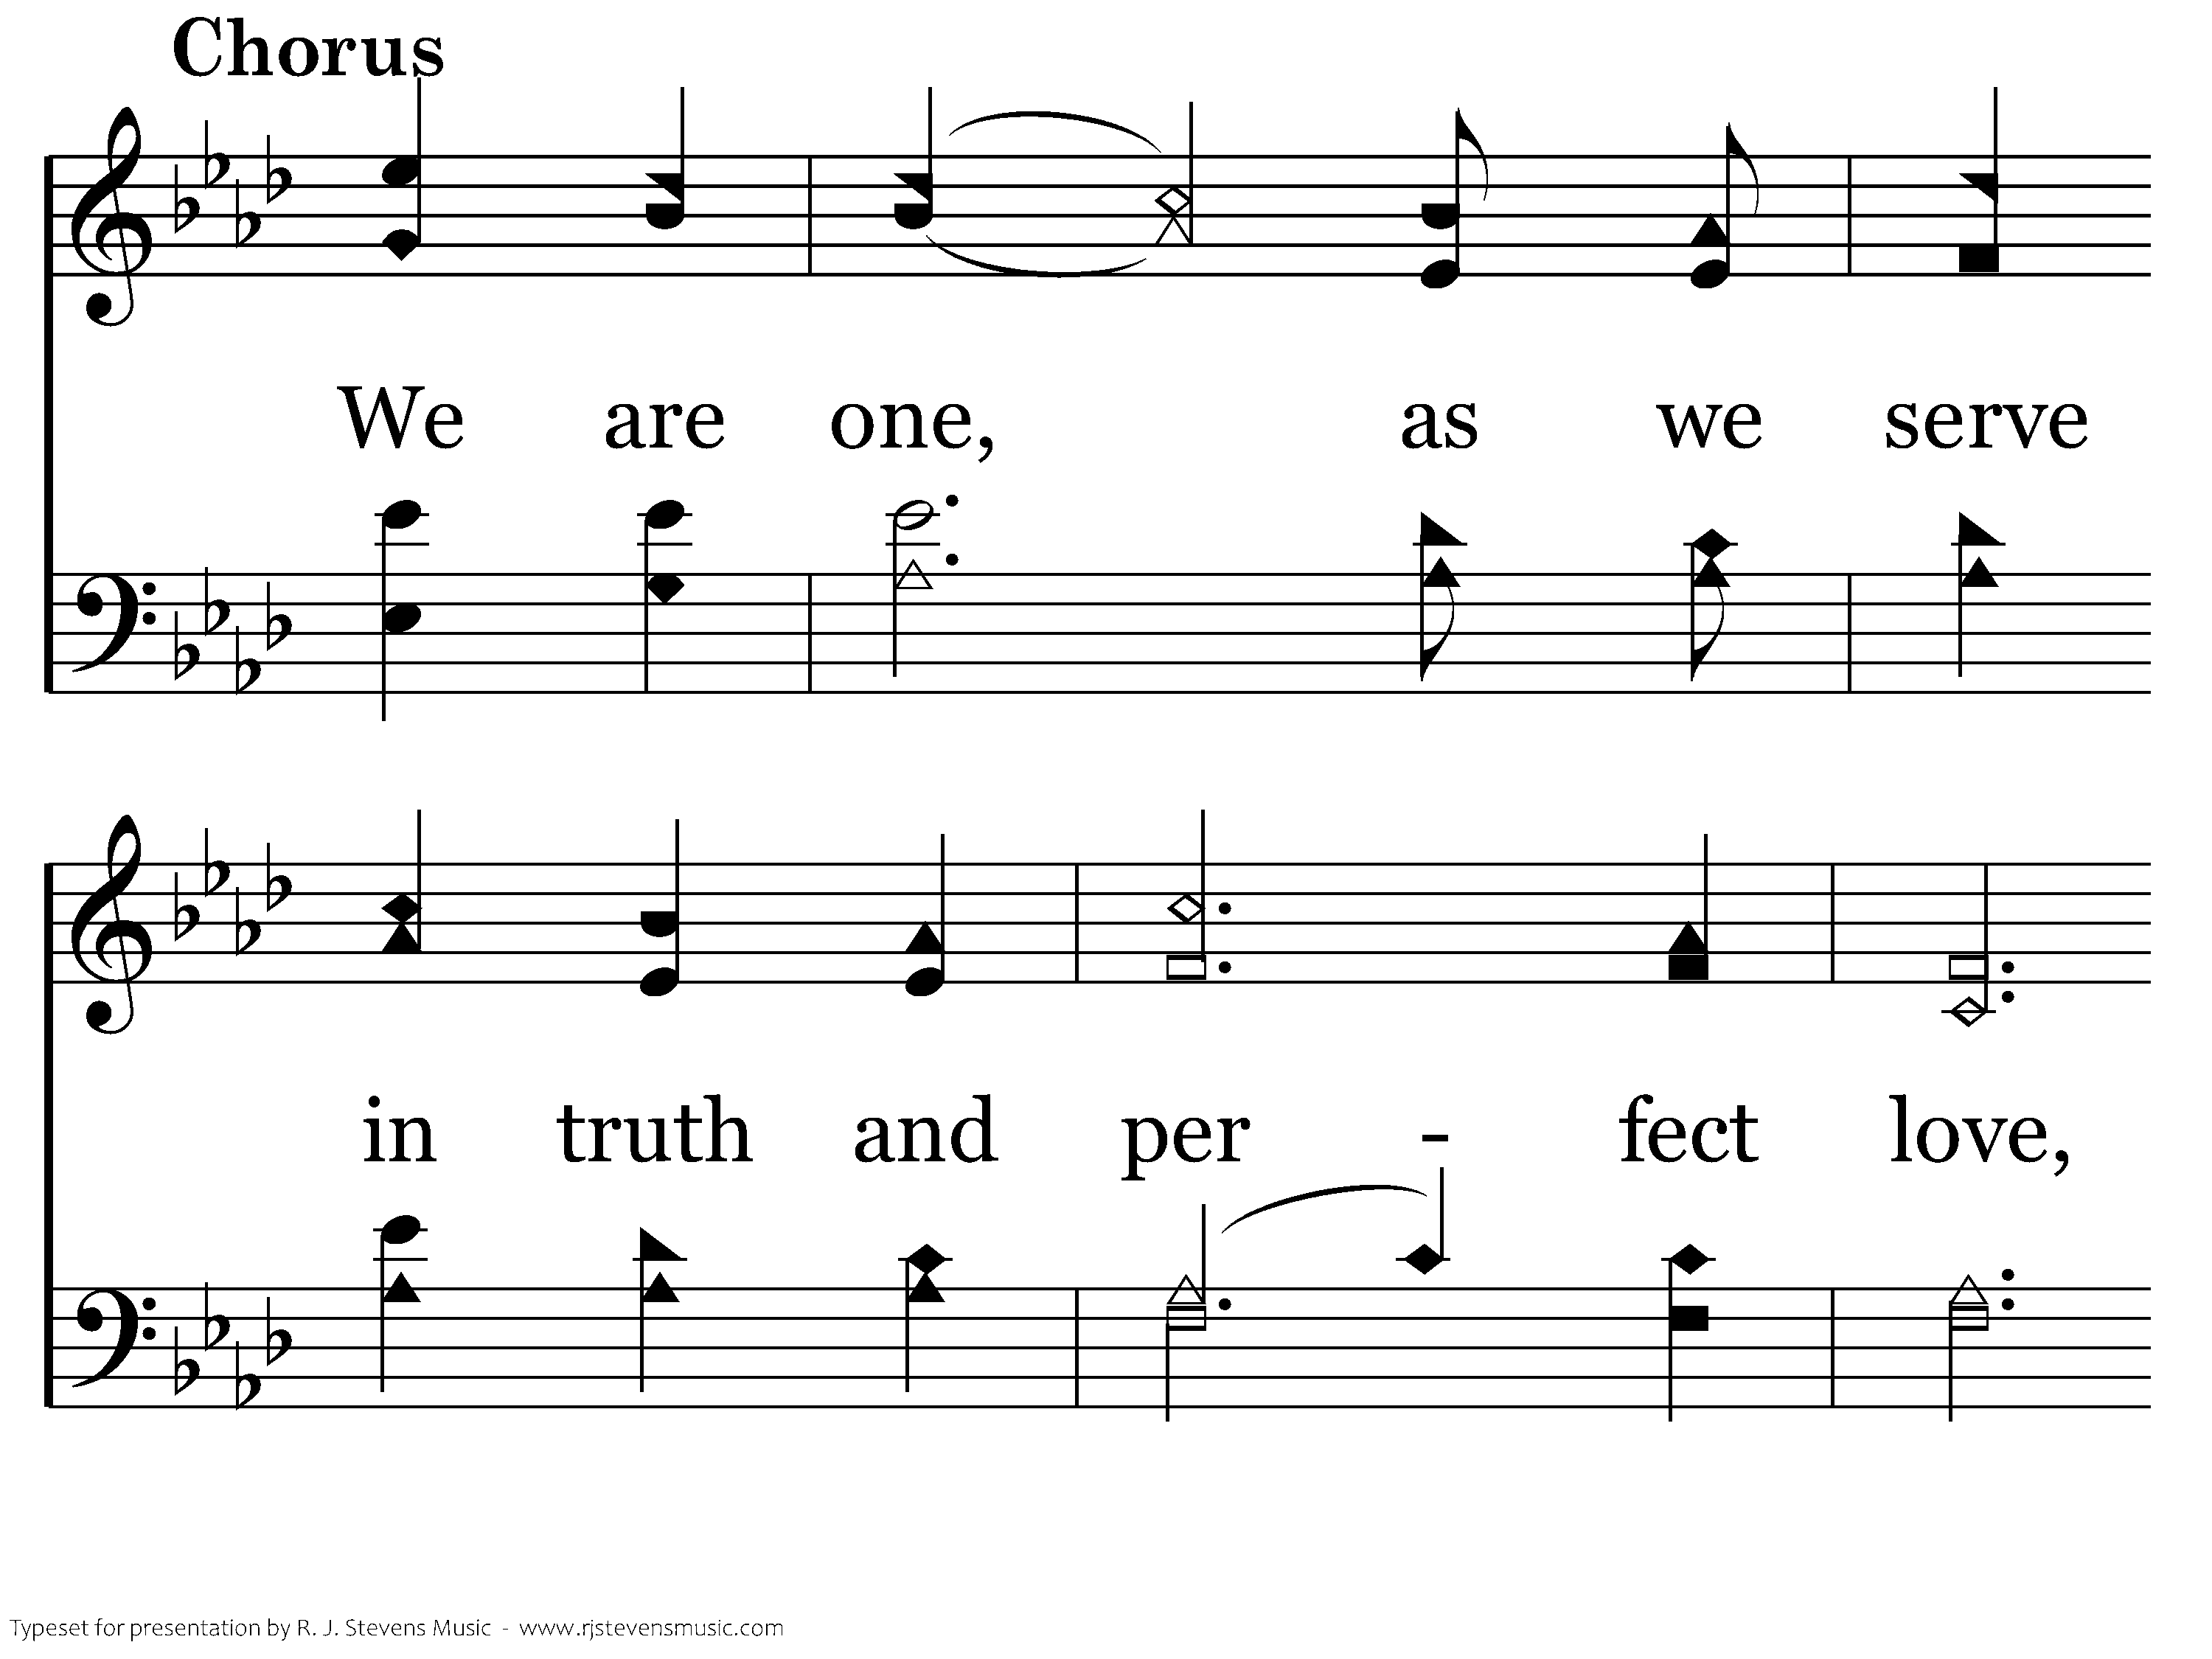 Chorus
We are one, as we serve
in truth and per - fect love,
Typeset for presentation by R. J. Stevens Music - www.rjstevensmusic.com